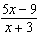 5x − 9
x + 3